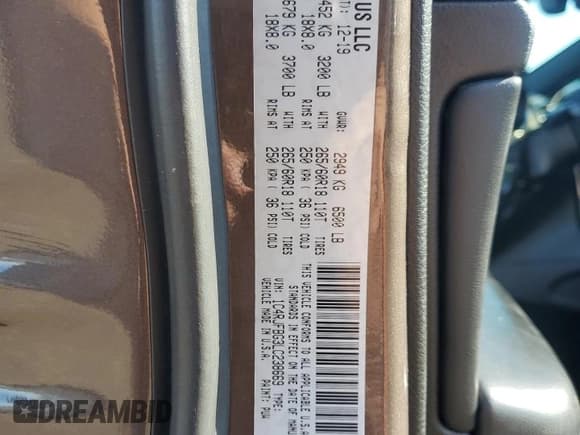 US LLC
T): 12-19
GVWR: 2949 KG 6500 LB
452 KG 3200 LB WITH 265/60R18 110T TIRES
18X8.0 RIMS AT 250 KPA ( 36 PSI) COLD
679 KG 3700 LB WITH 265/60R18 110T TIRES
18X8.0 RIMS AT 250 KPA ( 36 PSI) COLD
THIS VEHICLE CONFORMS TO ALL APPLICABLE U.S.A
STANDARDS IN EFFECT ON THE DATE OF MANU
VIN: 1C4RJFBG3LC238669 TYPE:
VEHICLE MADE IN U.S.A. PAINT: PUW
DREAMBID